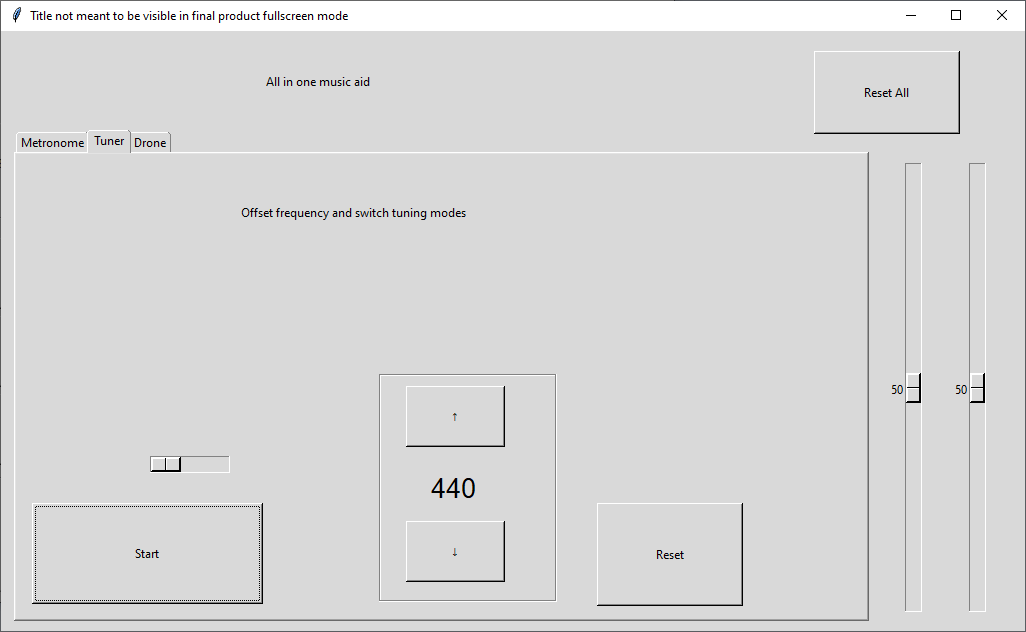 Title not meant to be visible in final product fullscreen mode
All in one music aid
Reset All
Metronome Tuner Drone
Offset frequency and switch tuning modes
50 50
↑
440
Start
↓
Reset